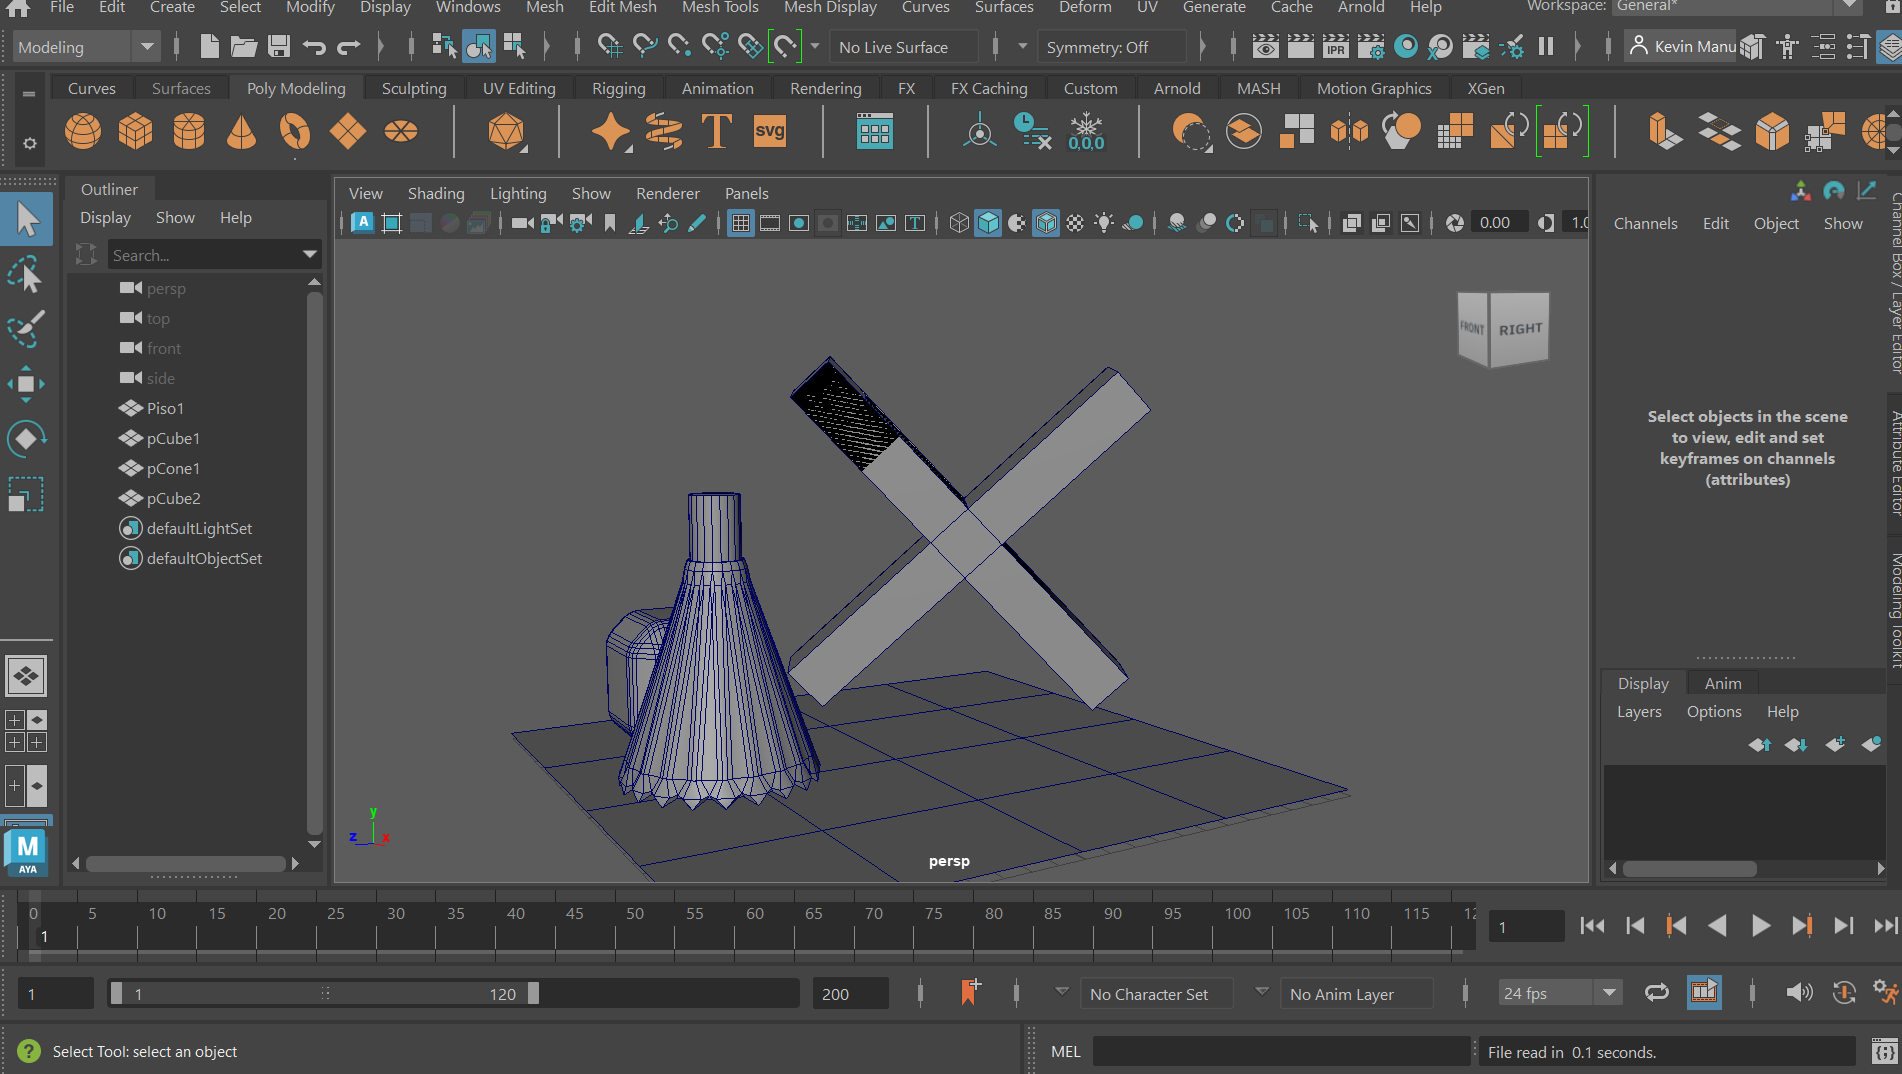 File Edit Create Select Modify Display Windows Mesh Edit Mesh Mesh Tools Mesh Display Curves Surfaces Deform UV Generate Cache Arnold Help Workspace: General*
Modeling No Live Surface Symmetry: Off IPR Kevin Manu
Curves Surfaces Poly Modeling Sculpting UV Editing Rigging Animation Rendering FX FX Caching Custom Arnold MASH Motion Graphics XGen
T svg 0,0,0
Outliner
Display Show Help
Search...
persp
top
front
side
Piso1
pCube1
pCone1
pCube2
defaultLightSet
defaultObjectSet
View Shading Lighting Show Renderer Panels
A T 0.00 1.0
FRONT RIGHT
y
z x
persp
Channels Edit Object Show
Select objects in the scene
to view, edit and set
keyframes on channels
(attributes)
Channel Box / Layer Editor
Attribute Editor
Modeling Toolkit
Display Anim
Layers Options Help
M
AYA
0 5 10 15 20 25 30 35 40 45 50 55 60 65 70 75 80 85 90 95 100 105 110 115 12
1
1
1 1 120 200 No Character Set No Anim Layer 24 fps
? Select Tool: select an object MEL File read in 0.1 seconds.